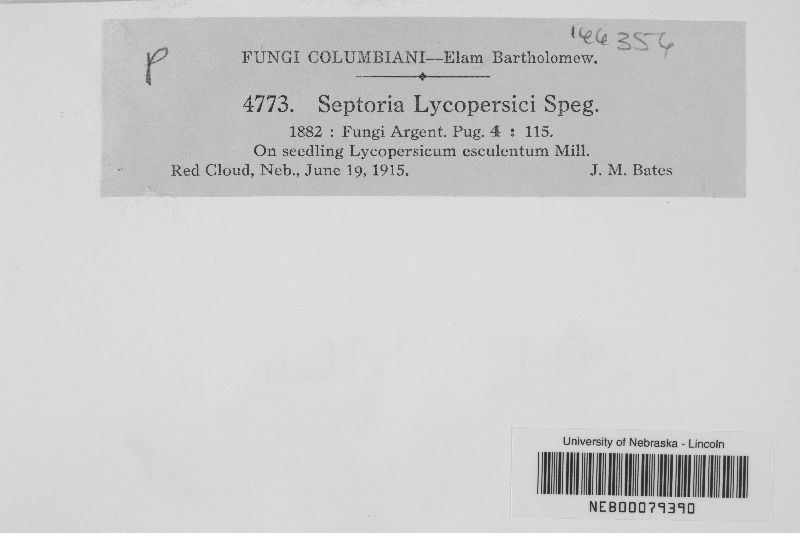 P
144354
FUNGI COLUMBIANI—Elam Bartholomew.
4773. Septoria Lycopersici Speg.
1882 : Fungi Argent. Pug. 4 : 115.
On seedling Lycopersicum esculentum Mill.
Red Cloud, Neb., June 19, 1915. J. M. Bates
University of Nebraska - Lincoln
NEB00079390